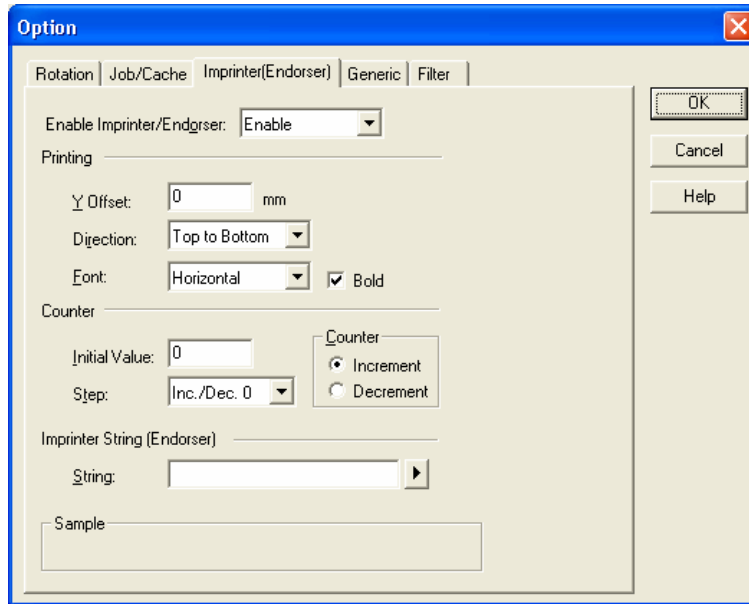 Option
Rotation Job/Cache Imprinter(Endorser) Generic Filter
OK
Cancel
Help
Enable Imprinter/Endorser: Enable
Printing
Y Offset: 0 mm
Direction: Top to Bottom
Font: Horizontal Bold
Counter
Initial Value: 0
Step: Inc./Dec. 0
Counter
Increment
Decrement
Imprinter String (Endorser)
String:
Sample